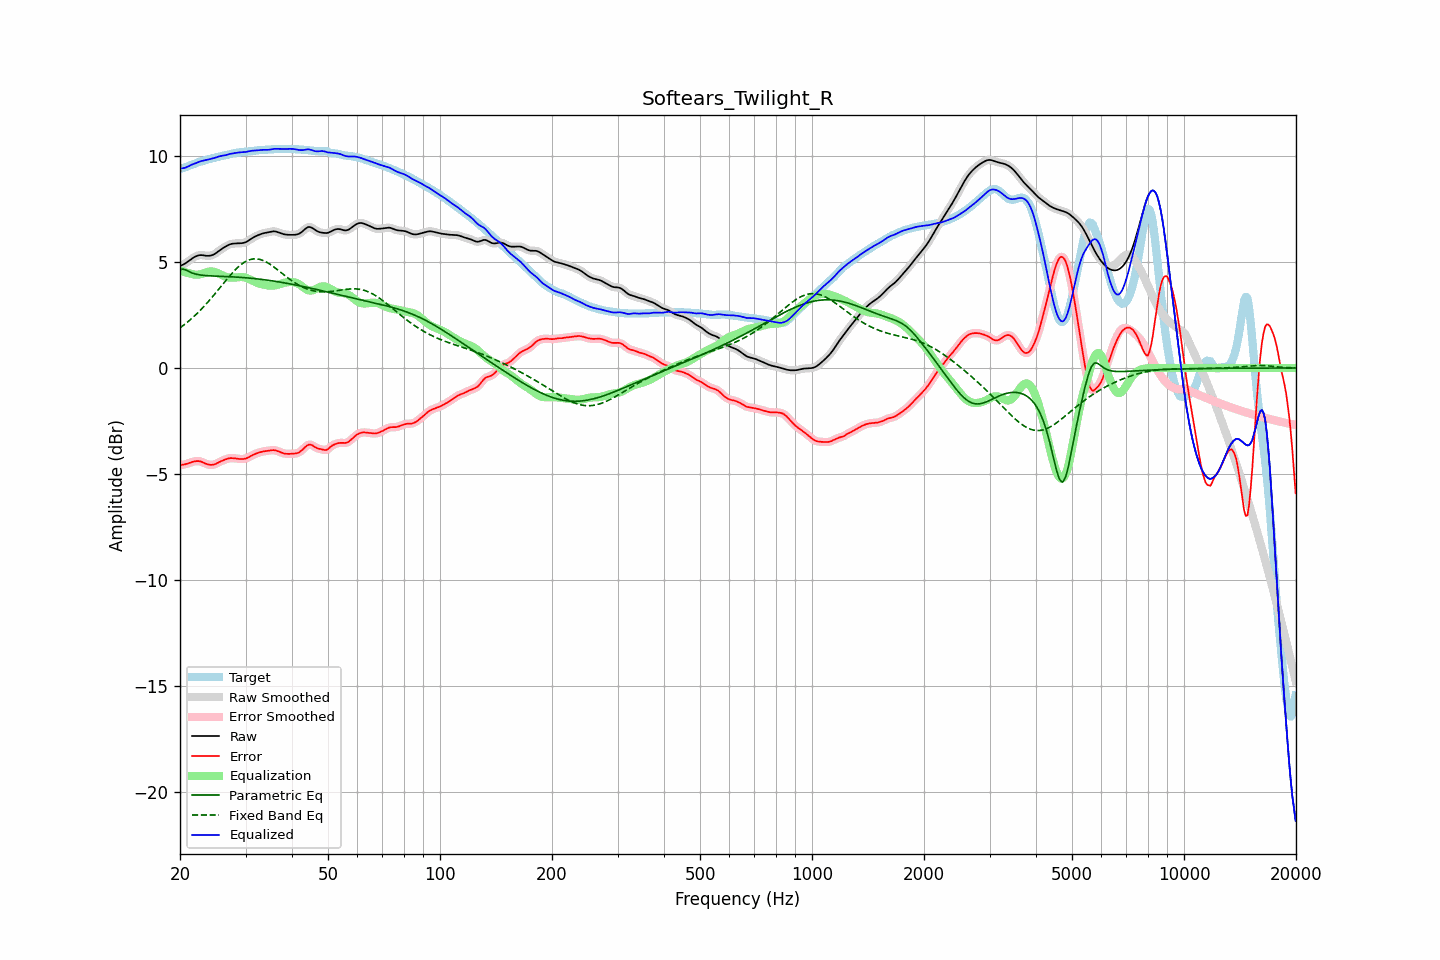 Softears_Twilight_R
Amplitude (dBr)
10
5
0
−5
−10
−15
−20
Target
Raw Smoothed
Error Smoothed
Raw
Error
Equalization
Parametric Eq
Fixed Band Eq
Equalized
20 50 100 200 500 1000 2000 5000 10000 20000
Frequency (Hz)